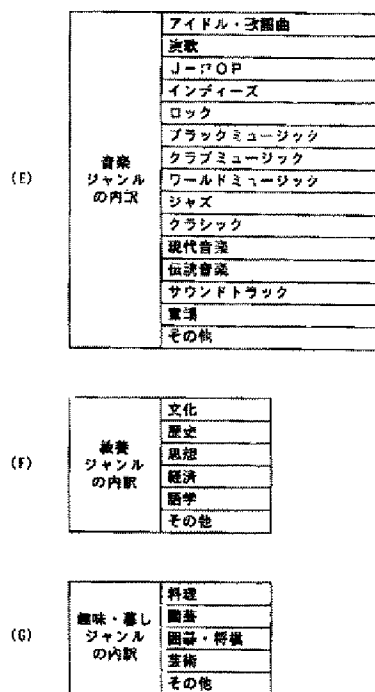 (E)
音楽
ジャンル
の内訳
アイドル・歌謡曲
演歌
J-POP
インディーズ
ロック
ブラックミュージック
クラブミュージック
ワールドミュージック
ジャズ
クラシック
現代音楽
伝統音楽
サウンドトラック
童謡
その他
(F)
教養
ジャンル
の内訳
文化
歴史
思想
経済
語学
その他
(G)
趣味・暮し
ジャンル
の内訳
料理
園芸
囲碁・将棋
芸術
その他